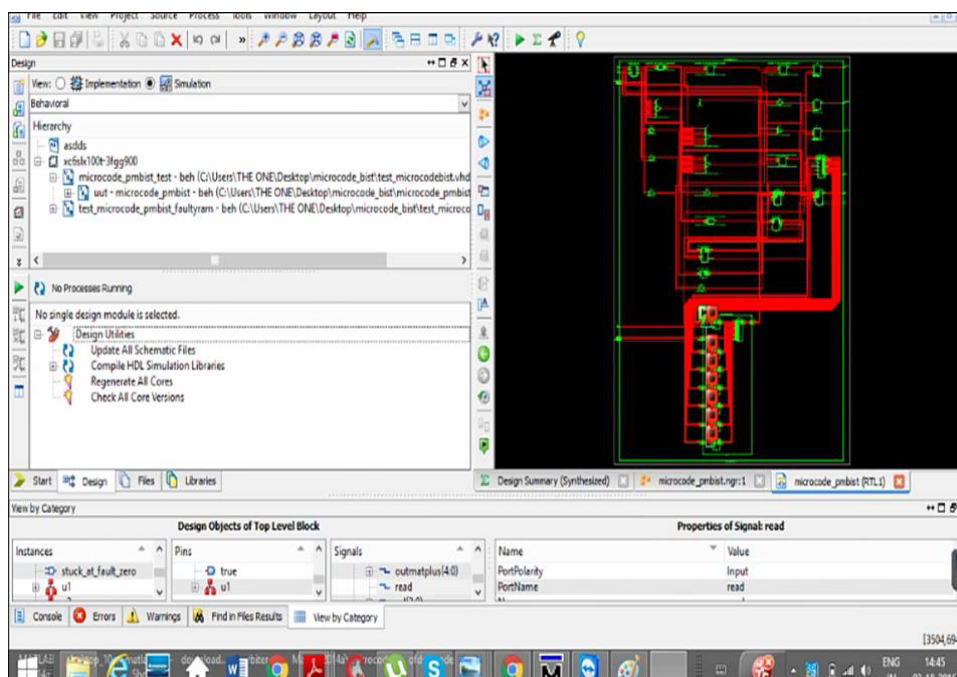 File Edit View Project Source Process Tools Window Layout Help
Design
View: Implementation Simulation
Behavioral
Hierarchy
asdds
xc6slx100t-3fgg900
microcode_pmbist_test - beh (C:\Users\THE ONE\Desktop\microcode_bist\test_microcodebist.vhd
uut - microcode_pmbist - beh (C:\Users\THE ONE\Desktop\microcode_bist\microcode_pmbist
test_microcode_pmbist_faultyram - beh (C:\Users\THE ONE\Desktop\microcode_bist\test_microco
No Processes Running
No single design module is selected.
Design Utilities
Update All Schematic Files
Compile HDL Simulation Libraries
Regenerate All Cores
Check All Core Versions
Start Design Files Libraries
Design Summary (Synthesized) microcode_pmbist.ngr:1 microcode_pmbist (RTL1)
View by Category
Design Objects of Top Level Block Properties of Signal: read
Instances Pins Signals Name Value
stuck_at_fault_zero true outmatplus(4:0) PortPolarity Input
u1 u1 read PortName read
Console Errors Warnings Find in Files Results View by Category
[3504,694
ENG 14:45
IN